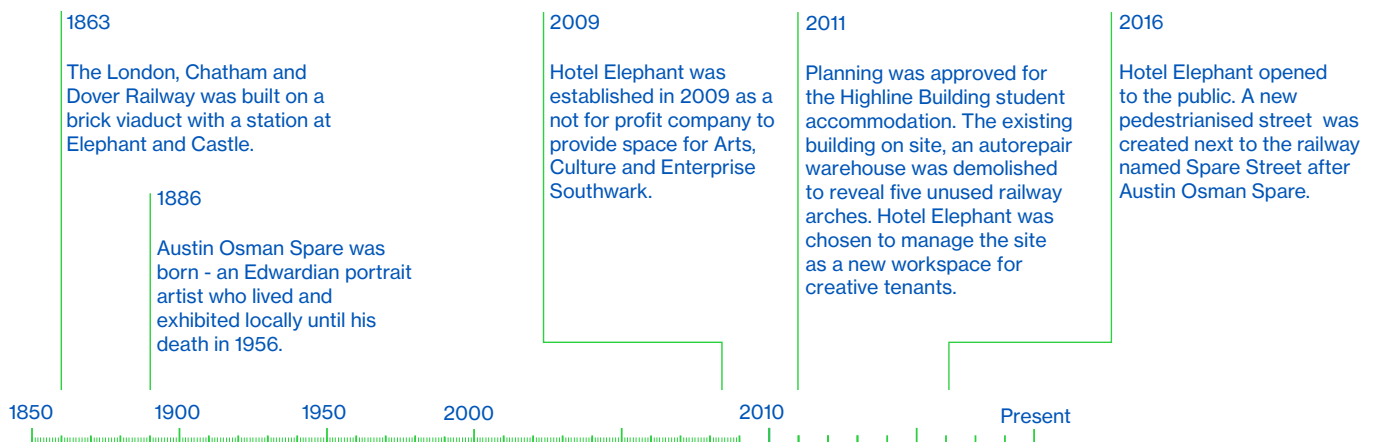 1863
The London, Chatham and
Dover Railway was built on a
brick viaduct with a station at
Elephant and Castle.
1886
Austin Osman Spare was
born - an Edwardian portrait
artist who lived and
exhibited locally until his
death in 1956.
2009
Hotel Elephant was
established in 2009 as a
not for profit company to
provide space for Arts,
Culture and Enterprise
Southwark.
2011
Planning was approved for
the Highline Building student
accommodation. The existing
building on site, an autorepair
warehouse was demolished
to reveal five unused railway
arches. Hotel Elephant was
chosen to manage the site
as a new workspace for
creative tenants.
2016
Hotel Elephant opened
to the public. A new
pedestrianised street was
created next to the railway
named Spare Street after
Austin Osman Spare.
1850 1900 1950 2000 2010 Present